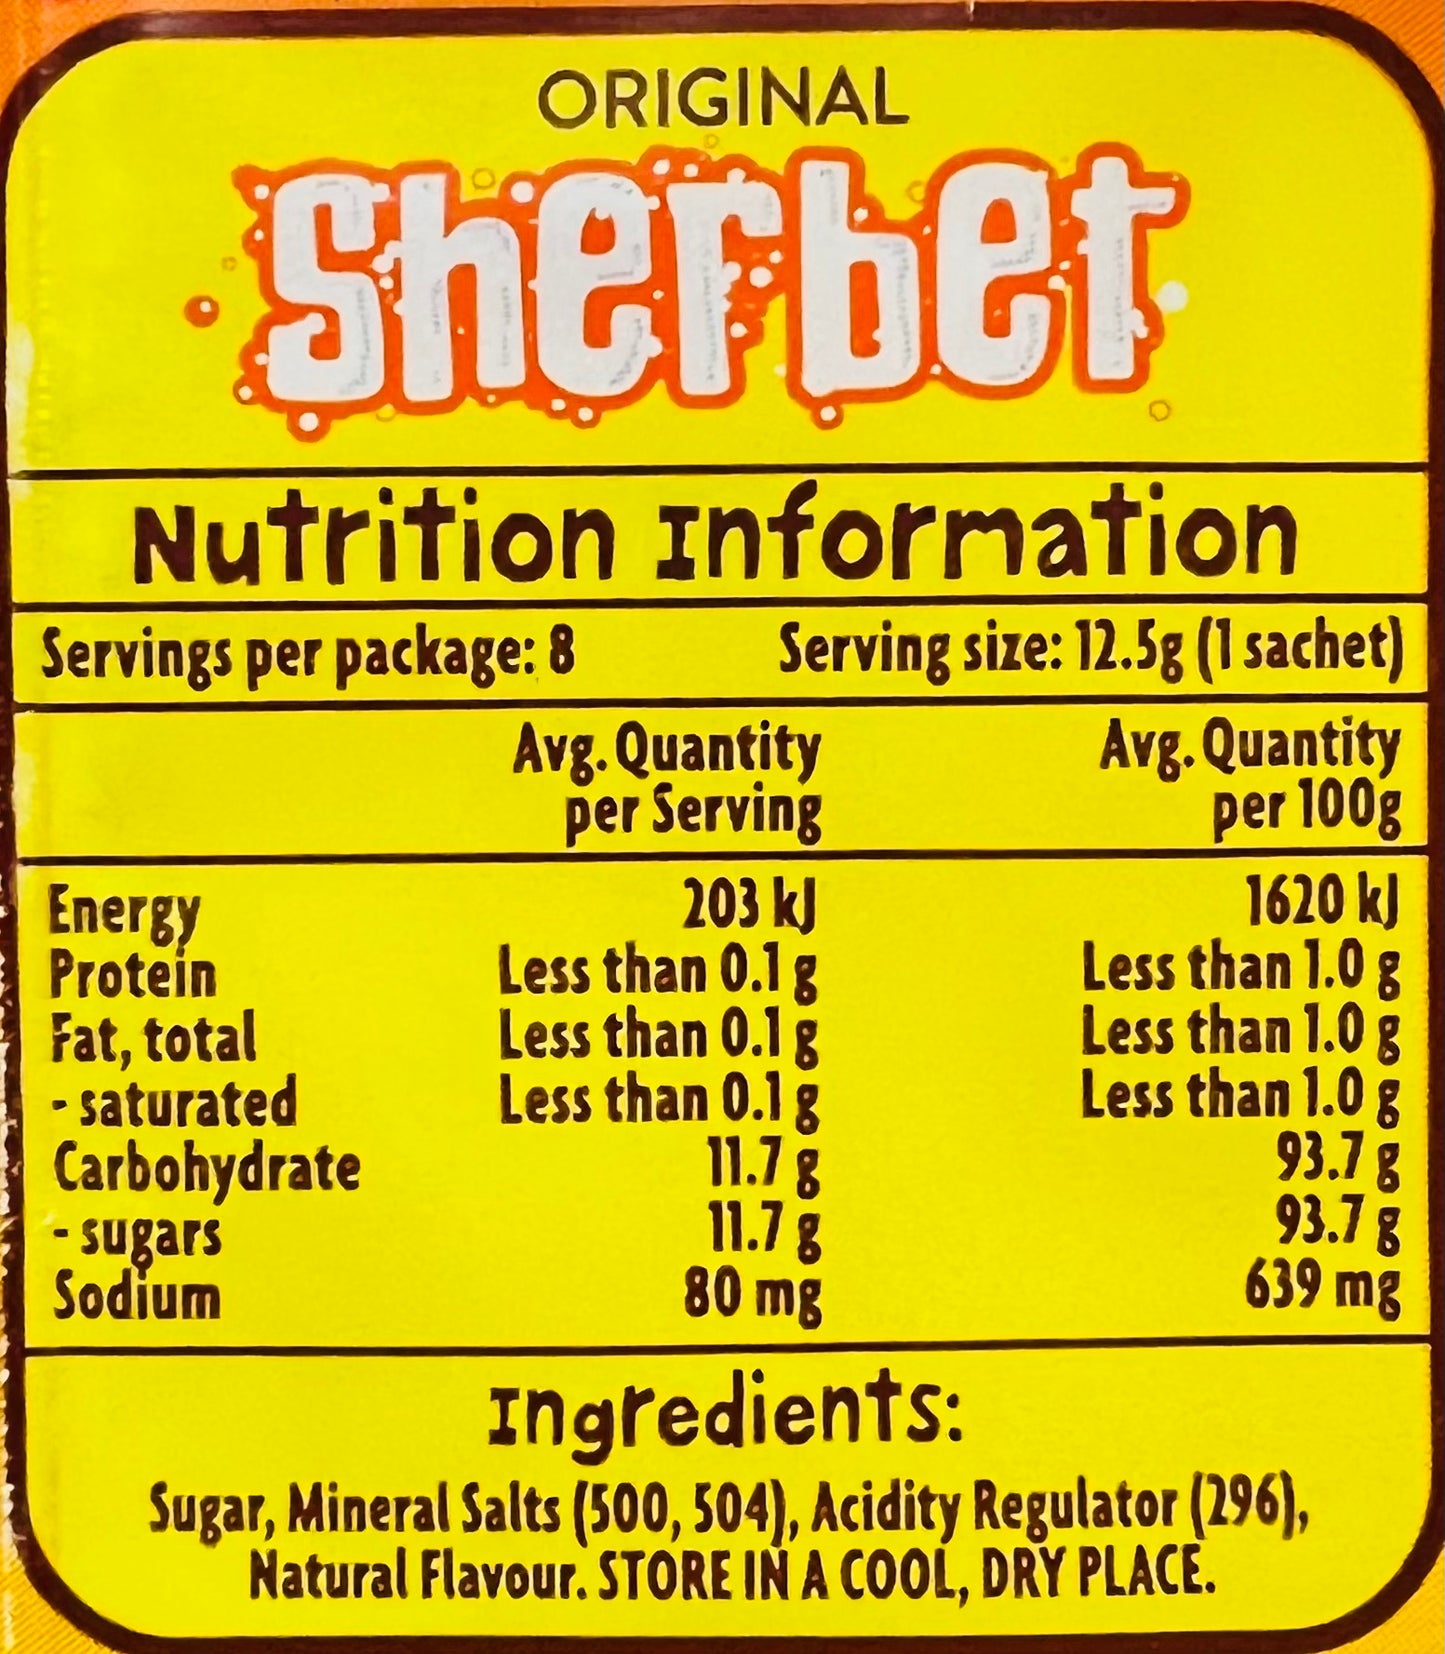 ORIGINAL
Sherbet
Nutrition Information
Servings per package: 8 Serving size: 12.5g (1 sachet)
Avg. Quantity per Serving Avg. Quantity per 100g
Energy 203 kJ 1620 kJ
Protein Less than 0.1 g Less than 1.0 g
Fat, total Less than 0.1 g Less than 1.0 g
- saturated Less than 0.1 g Less than 1.0 g
Carbohydrate 11.7 g 93.7 g
- sugars 11.7 g 93.7 g
Sodium 80 mg 639 mg
Ingredients:
Sugar, Mineral Salts (500, 504), Acidity Regulator (296),
Natural Flavour. STORE IN A COOL, DRY PLACE.